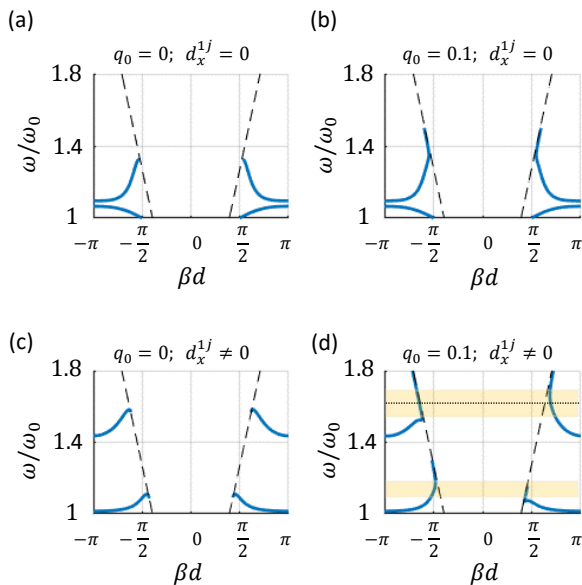 (a)
q₀ = 0; dₓ¹ʲ = 0
1.8
1.4
1
ω/ω₀
−π
−π/2
0
π/2
π
βd
(b)
q₀ = 0.1; dₓ¹ʲ = 0
1.8
1.4
1
ω/ω₀
−π
−π/2
0
π/2
π
βd
(c)
q₀ = 0; dₓ¹ʲ ≠ 0
1.8
1.4
1
ω/ω₀
−π
−π/2
0
π/2
π
βd
(d)
q₀ = 0.1; dₓ¹ʲ ≠ 0
1.8
1.4
1
ω/ω₀
−π
−π/2
0
π/2
π
βd